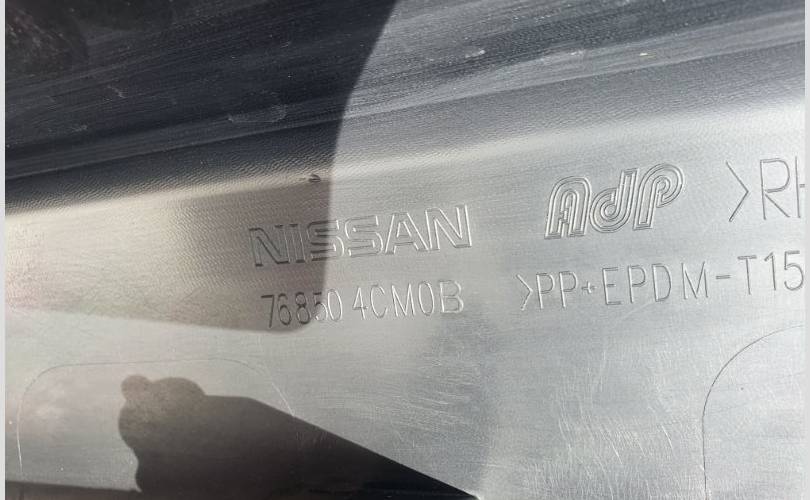 NISSAN AdP >RH
76850 4CM0B >PP+EPDM-T15